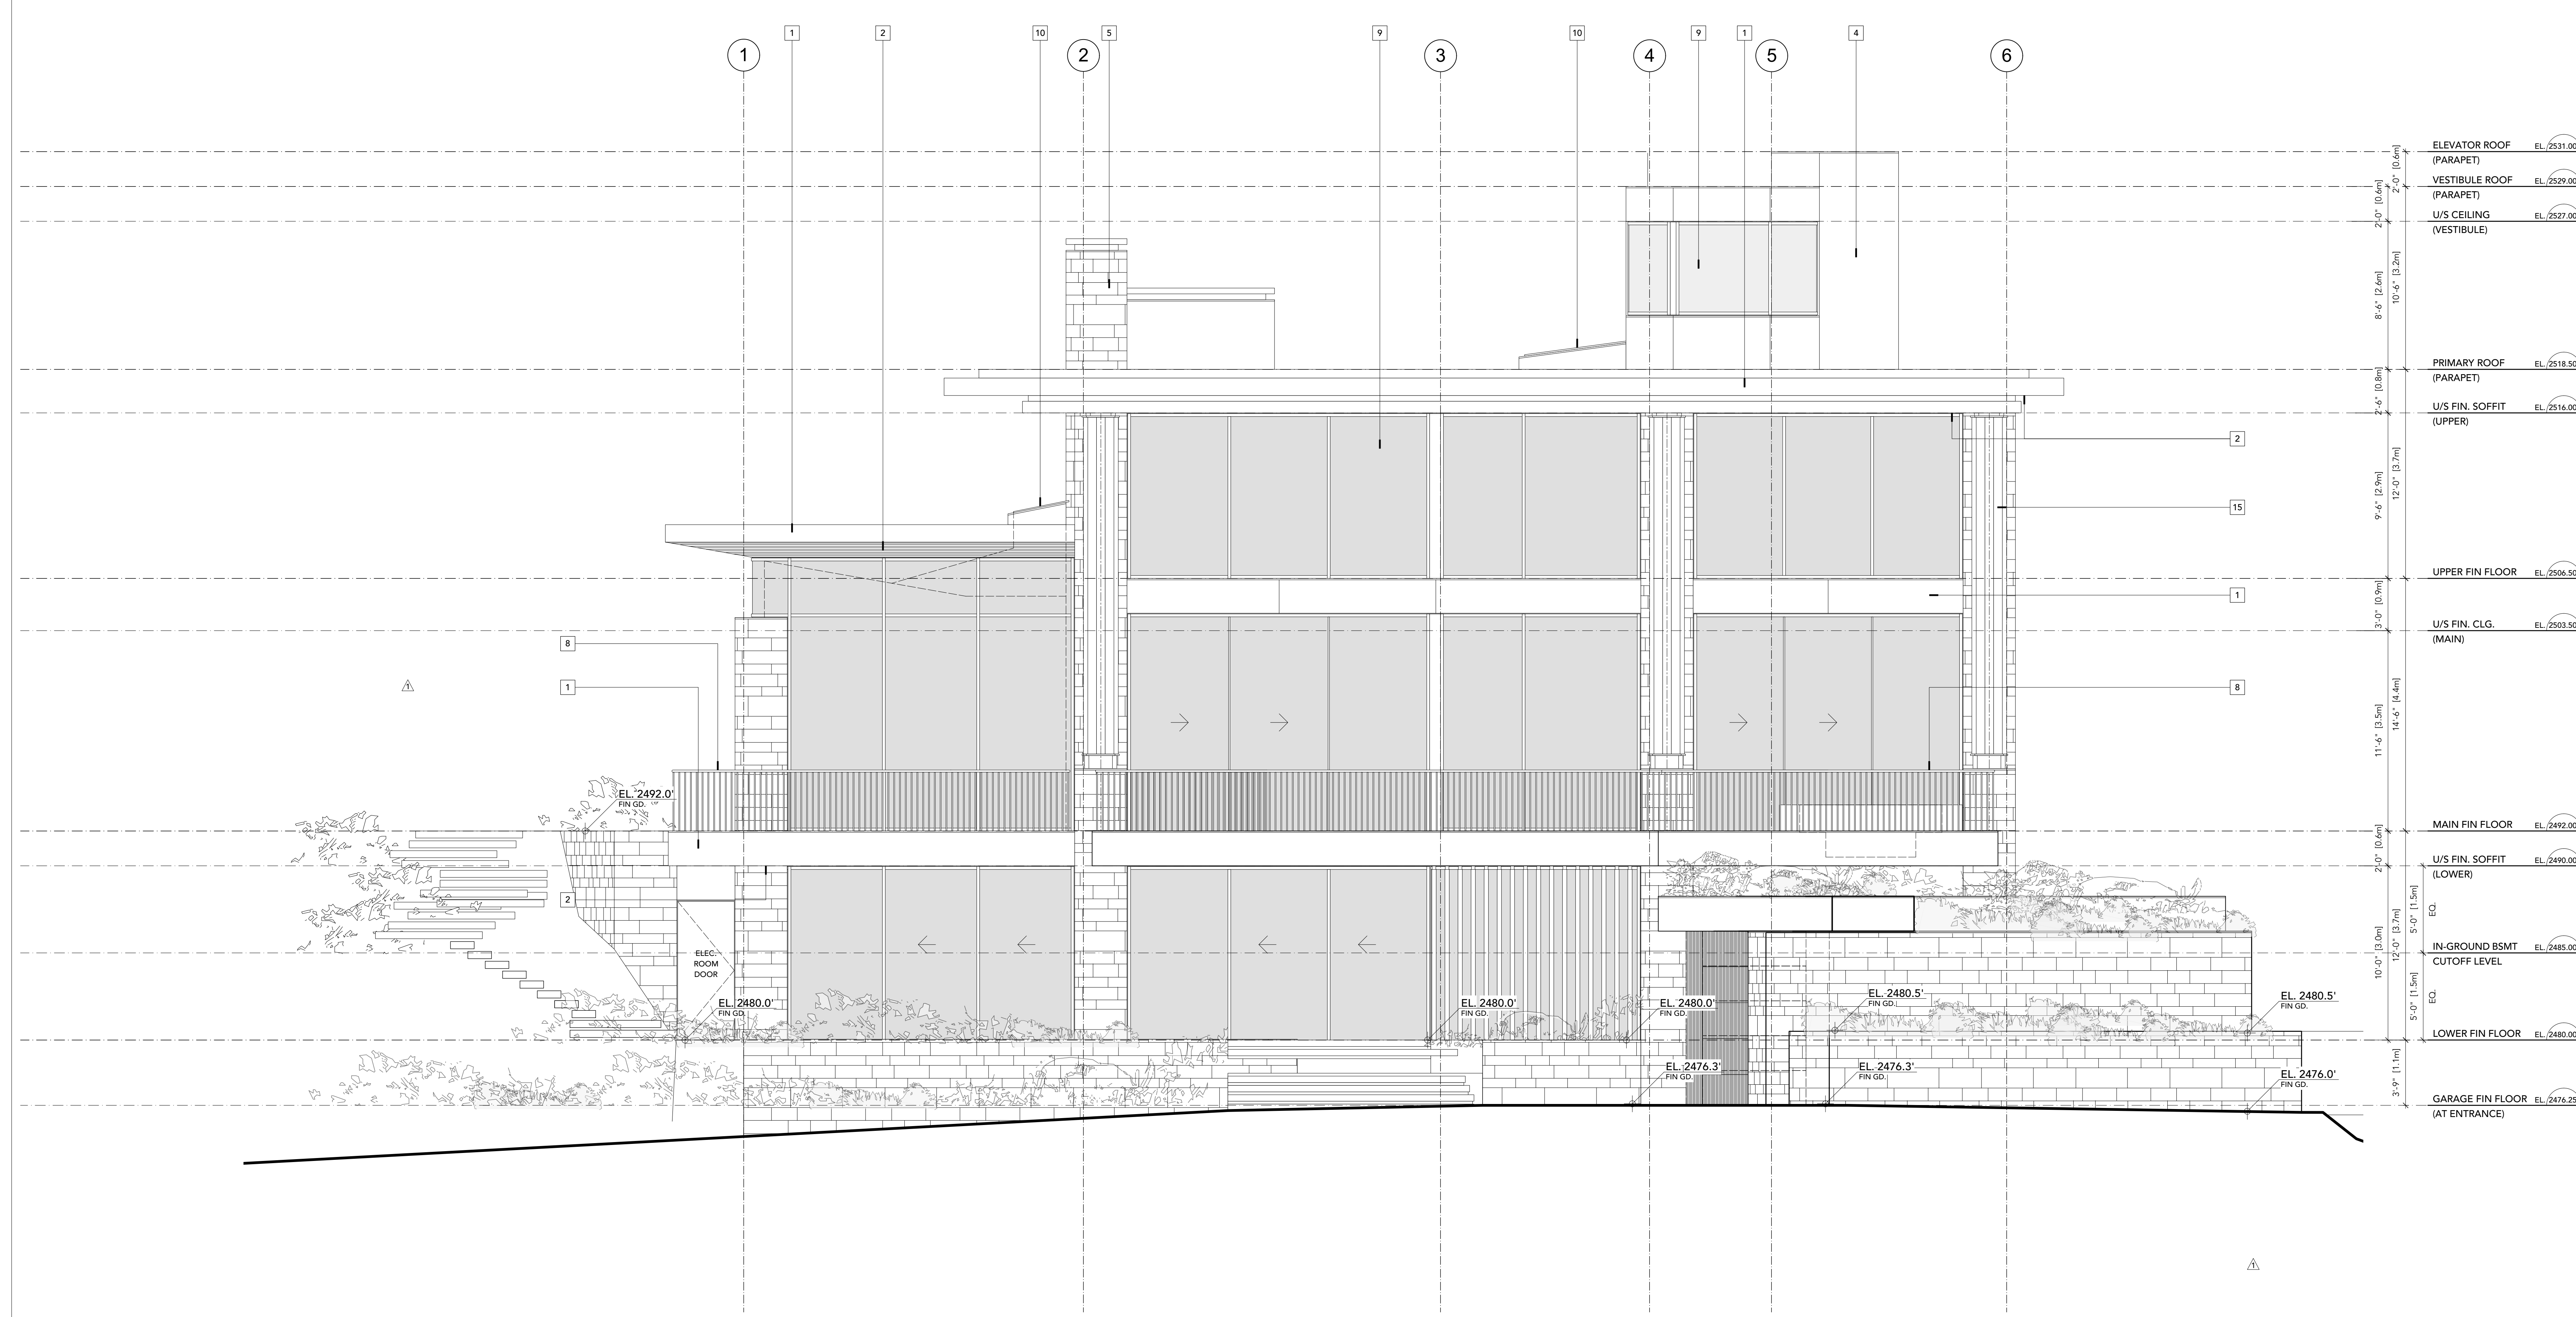 1
2
10
5
9
10
9
1
4
1
2
3
4
5
6
ELEVATOR ROOF EL. 2531.00
(PARAPET)
2'-0" [0.6m]
VESTIBULE ROOF EL. 2529.00
(PARAPET)
2'-0" [0.6m]
U/S CEILING EL. 2527.00
(VESTIBULE)
8'-6" [2.6m]
10'-6" [3.2m]
PRIMARY ROOF EL. 2518.50
(PARAPET)
2'-6" [0.8m]
U/S FIN. SOFFIT EL. 2516.00
(UPPER)
2
9'-6" [2.9m]
12'-0" [3.7m]
15
UPPER FIN FLOOR EL. 2506.50
1
3'-0" [0.9m]
U/S FIN. CLG. EL. 2503.50
(MAIN)
8
1
1
8
11'-6" [3.5m]
14'-6" [4.4m]
EL. 2492.0'
FIN GD.
MAIN FIN FLOOR EL. 2492.00
2'-0" [0.6m]
U/S FIN. SOFFIT EL. 2490.00
(LOWER)
2
5'-0" [1.5m]
EQ.
10'-0" [3.0m]
12'-0" [3.7m]
ELEC.
ROOM
DOOR
IN-GROUND BSMT EL. 2485.00
CUTOFF LEVEL
5'-0" [1.5m]
EQ.
EL. 2480.0'
FIN GD.
EL. 2480.0'
FIN GD.
EL. 2480.0'
FIN GD.
EL. 2480.5'
FIN GD.
EL. 2480.5'
FIN GD.
LOWER FIN FLOOR EL. 2480.00
3'-9" [1.1m]
EL. 2476.3'
FIN GD.
EL. 2476.3'
FIN GD.
EL. 2476.0'
FIN GD.
GARAGE FIN FLOOR EL. 2476.25
(AT ENTRANCE)
1